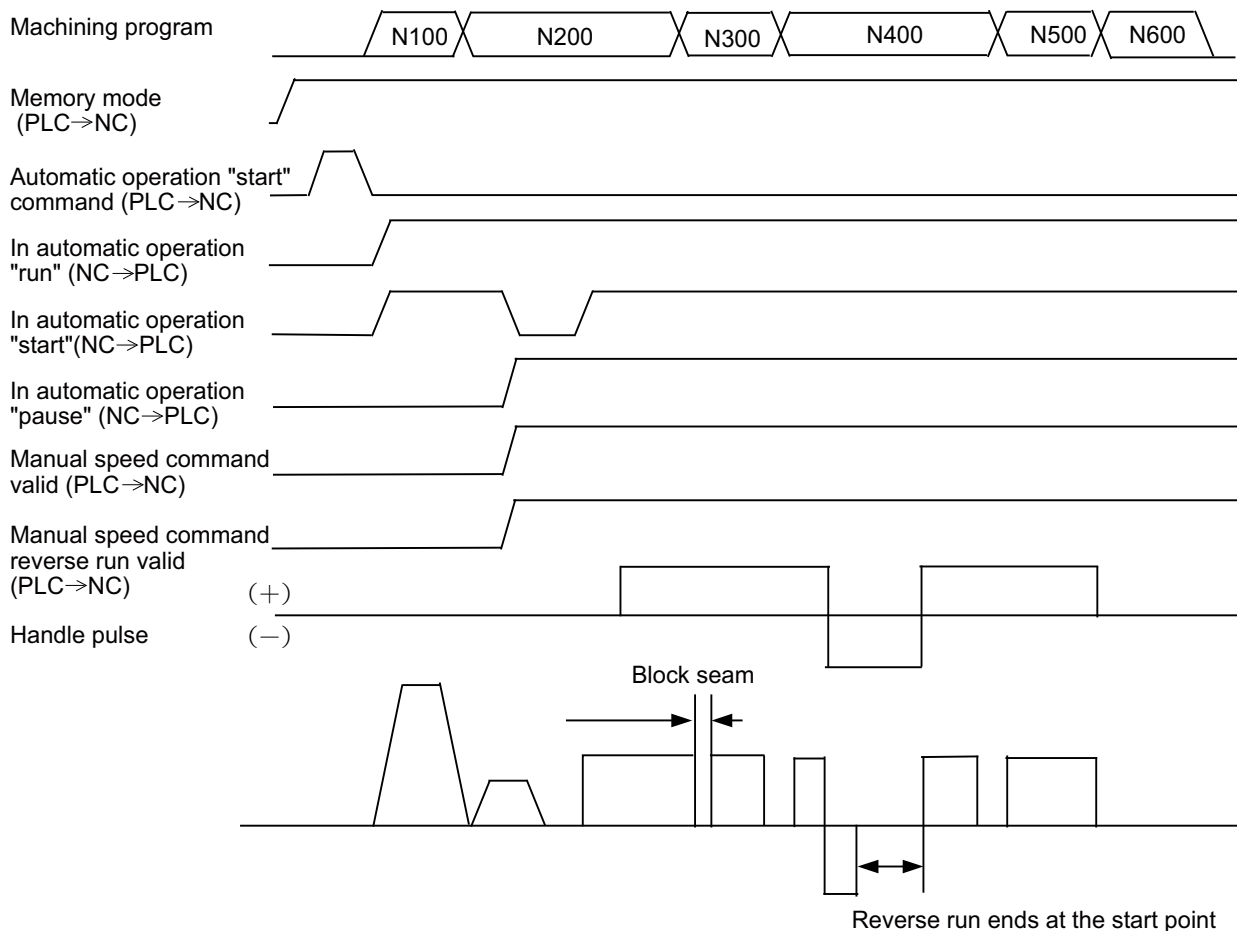 Machining program
N100 N200 N300 N400 N500 N600
Memory mode
(PLC→NC)
Automatic operation "start"
command (PLC→NC)
In automatic operation
"run" (NC→PLC)
In automatic operation
"start"(NC→PLC)
In automatic operation
"pause" (NC→PLC)
Manual speed command
valid (PLC→NC)
Manual speed command
reverse run valid
(PLC→NC)
(+)
Handle pulse
(−)
Block seam
Reverse run ends at the start point